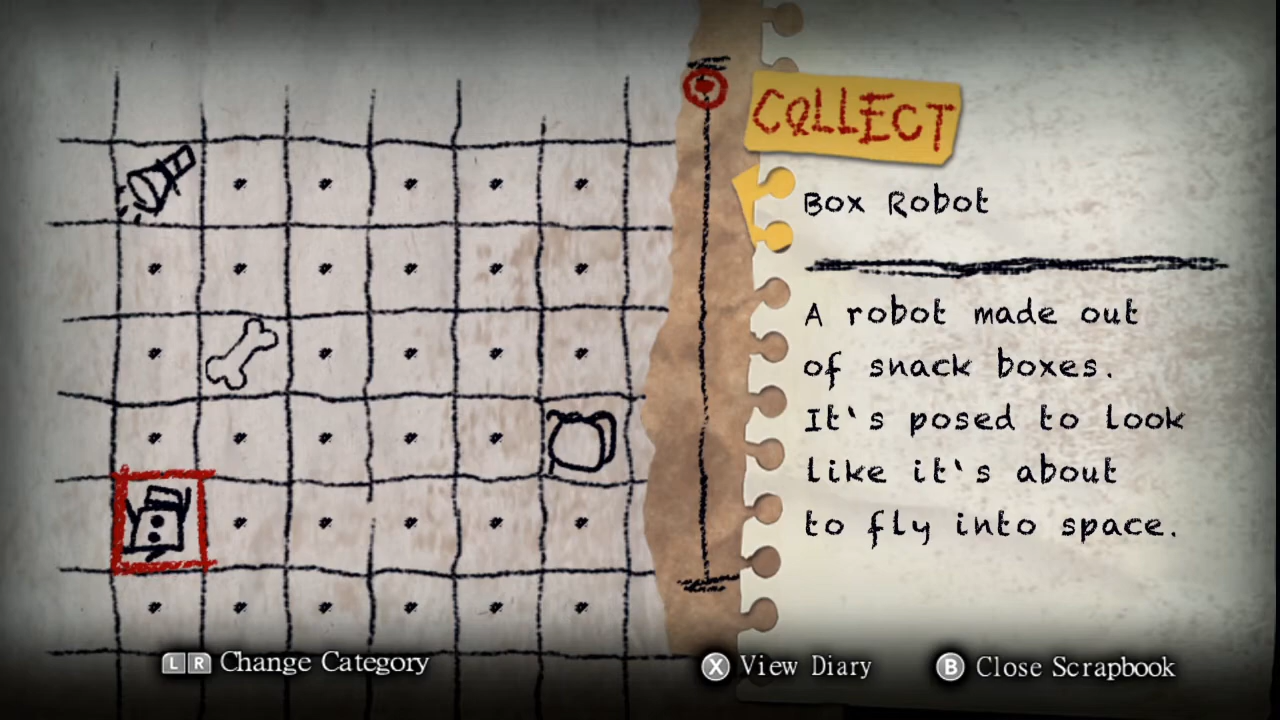 COLLECT
Box Robot
A robot made out
of snack boxes.
It's posed to look
like it's about
to fly into space.
L R Change Category
X View Diary
B Close Scrapbook